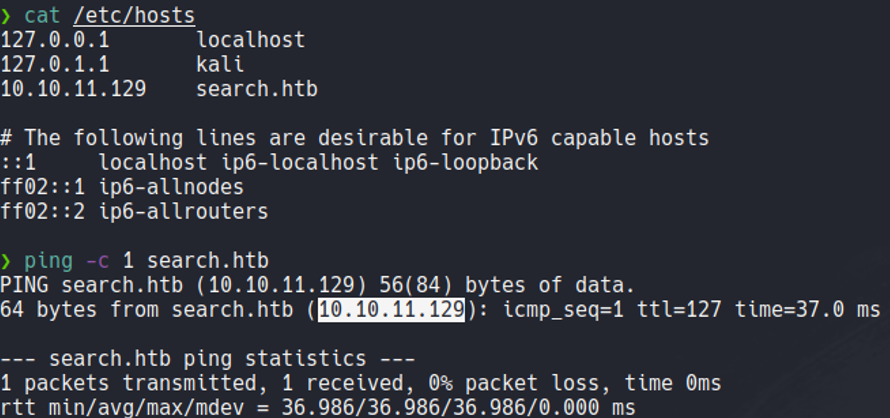 ❯ cat /etc/hosts
127.0.0.1       localhost
127.0.1.1       kali
10.10.11.129    search.htb
# The following lines are desirable for IPv6 capable hosts
::1     localhost ip6-localhost ip6-loopback
ff02::1 ip6-allnodes
ff02::2 ip6-allrouters
❯ ping -c 1 search.htb
PING search.htb (10.10.11.129) 56(84) bytes of data.
64 bytes from search.htb (10.10.11.129): icmp_seq=1 ttl=127 time=37.0 ms
--- search.htb ping statistics ---
1 packets transmitted, 1 received, 0% packet loss, time 0ms
rtt min/avg/max/mdev = 36.986/36.986/36.986/0.000 ms